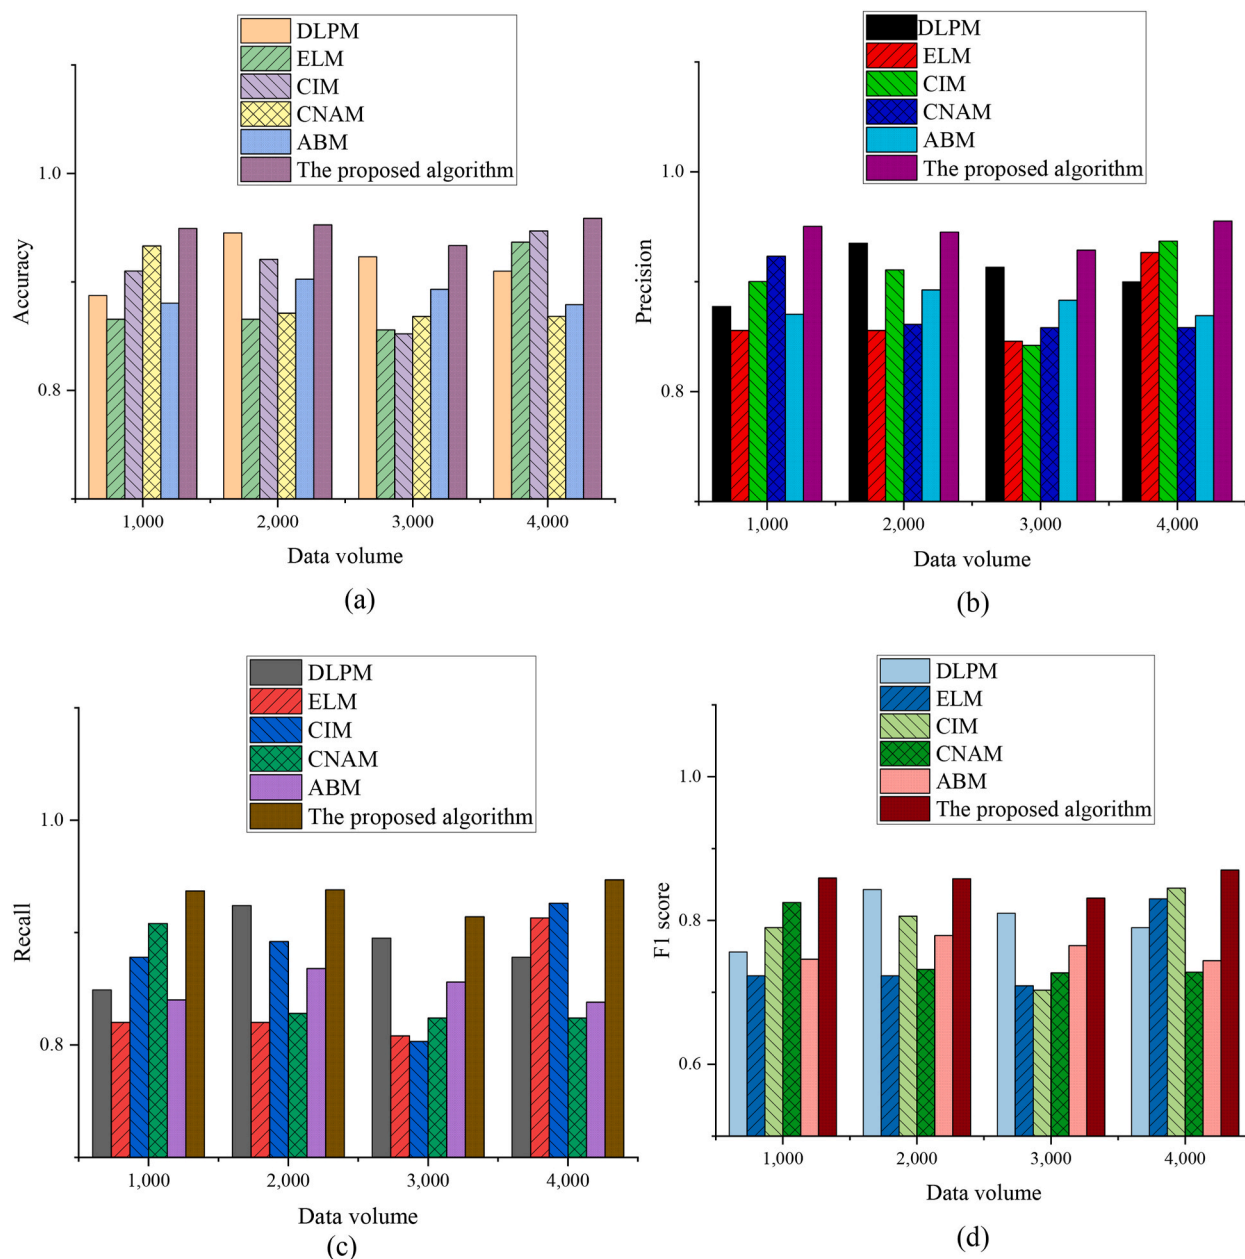 DLPM
ELM
CIM
CNAM
ABM
The proposed algorithm
1.0
0.8
Accuracy
1,000
2,000
3,000
4,000
Data volume
(a)
DLPM
ELM
CIM
CNAM
ABM
The proposed algorithm
1.0
0.8
Precision
1,000
2,000
3,000
4,000
Data volume
(b)
DLPM
ELM
CIM
CNAM
ABM
The proposed algorithm
1.0
0.8
Recall
1,000
2,000
3,000
4,000
Data volume
(c)
DLPM
ELM
CIM
CNAM
ABM
The proposed algorithm
1.0
0.8
0.6
F1 score
1,000
2,000
3,000
4,000
Data volume
(d)